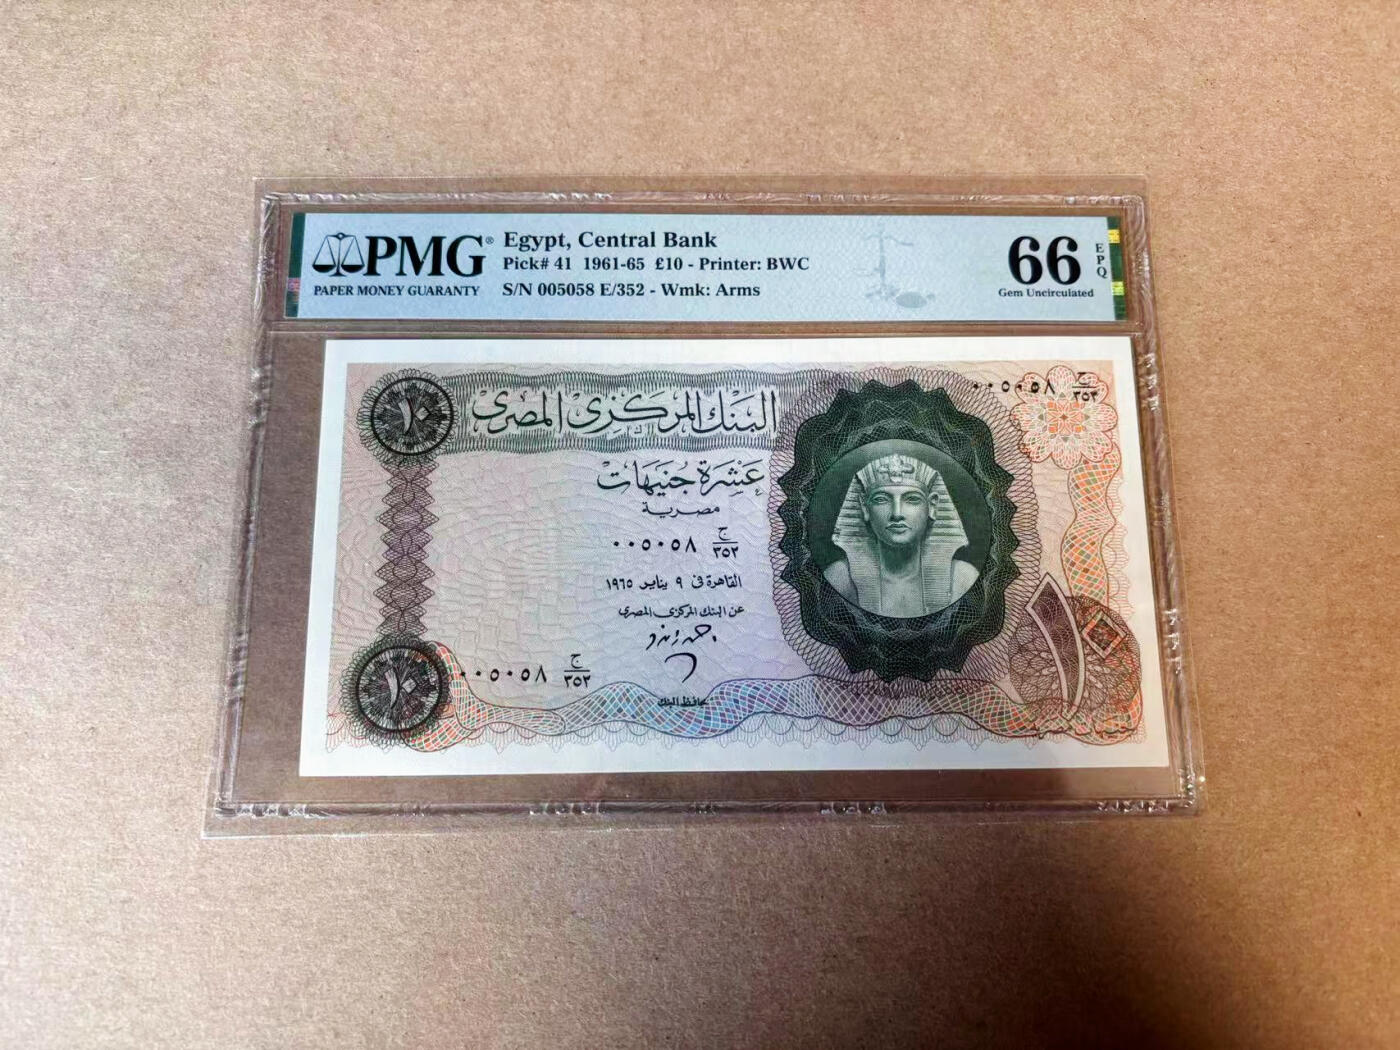 PMG®
PAPER MONEY GUARANTY
Egypt, Central Bank
Pick# 41 1961-65 £10 - Printer: BWC
S/N 005058 E/352 - Wmk: Arms
66
EPQ
Gem Uncirculated
١٠
البنك المركزى المصرى
٠٠٥٠٥٨ ج/٣٥٢
عشرة جنيهات
مصرية
٠٠٥٠٥٨ ج/٣٥٢
القاهرة فى ٩ يناير ١٩٦٥
عن البنك المركزى المصرى
محافظ البنك
١٠
٠٠٥٠٥٨ ج/٣٥٢
١٠